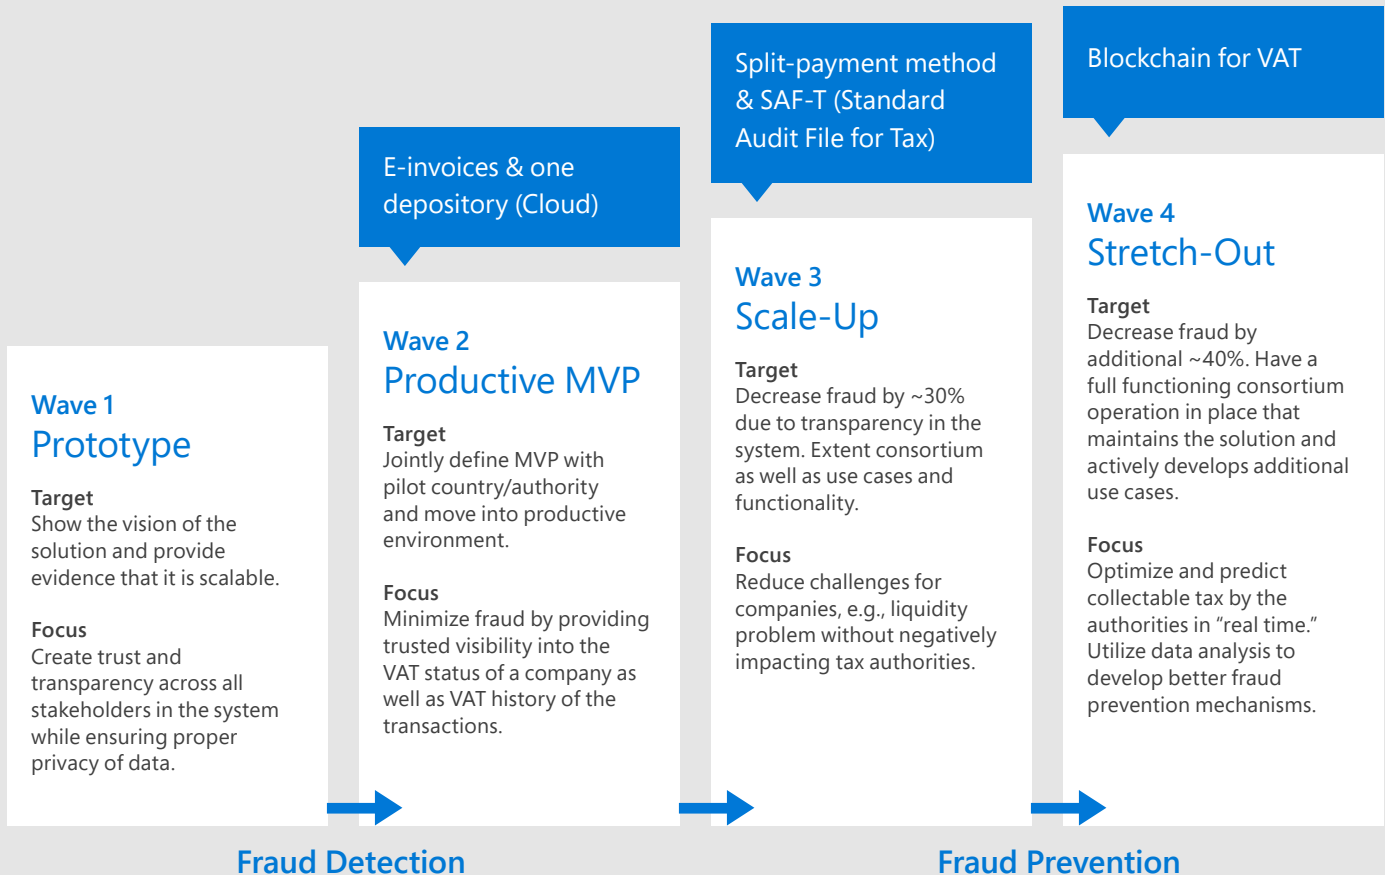 Wave 1
Prototype
Target
Show the vision of the
solution and provide
evidence that it is scalable.
Focus
Create trust and
transparency across all
stakeholders in the system
while ensuring proper
privacy of data.
E-invoices & one
depository (Cloud)
Wave 2
Productive MVP
Target
Jointly define MVP with
pilot country/authority
and move into productive
environment.
Focus
Minimize fraud by providing
trusted visibility into the
VAT status of a company as
well as VAT history of the
transactions.
Split-payment method
& SAF-T (Standard
Audit File for Tax)
Wave 3
Scale-Up
Target
Decrease fraud by ~30%
due to transparency in the
system. Extent consortium
as well as use cases and
functionality.
Focus
Reduce challenges for
companies, e.g., liquidity
problem without negatively
impacting tax authorities.
Blockchain for VAT
Wave 4
Stretch-Out
Target
Decrease fraud by
additional ~40%. Have a
full functioning consortium
operation in place that
maintains the solution and
actively develops additional
use cases.
Focus
Optimize and predict
collectable tax by the
authorities in “real time.”
Utilize data analysis to
develop better fraud
prevention mechanisms.
Fraud Detection
Fraud Prevention